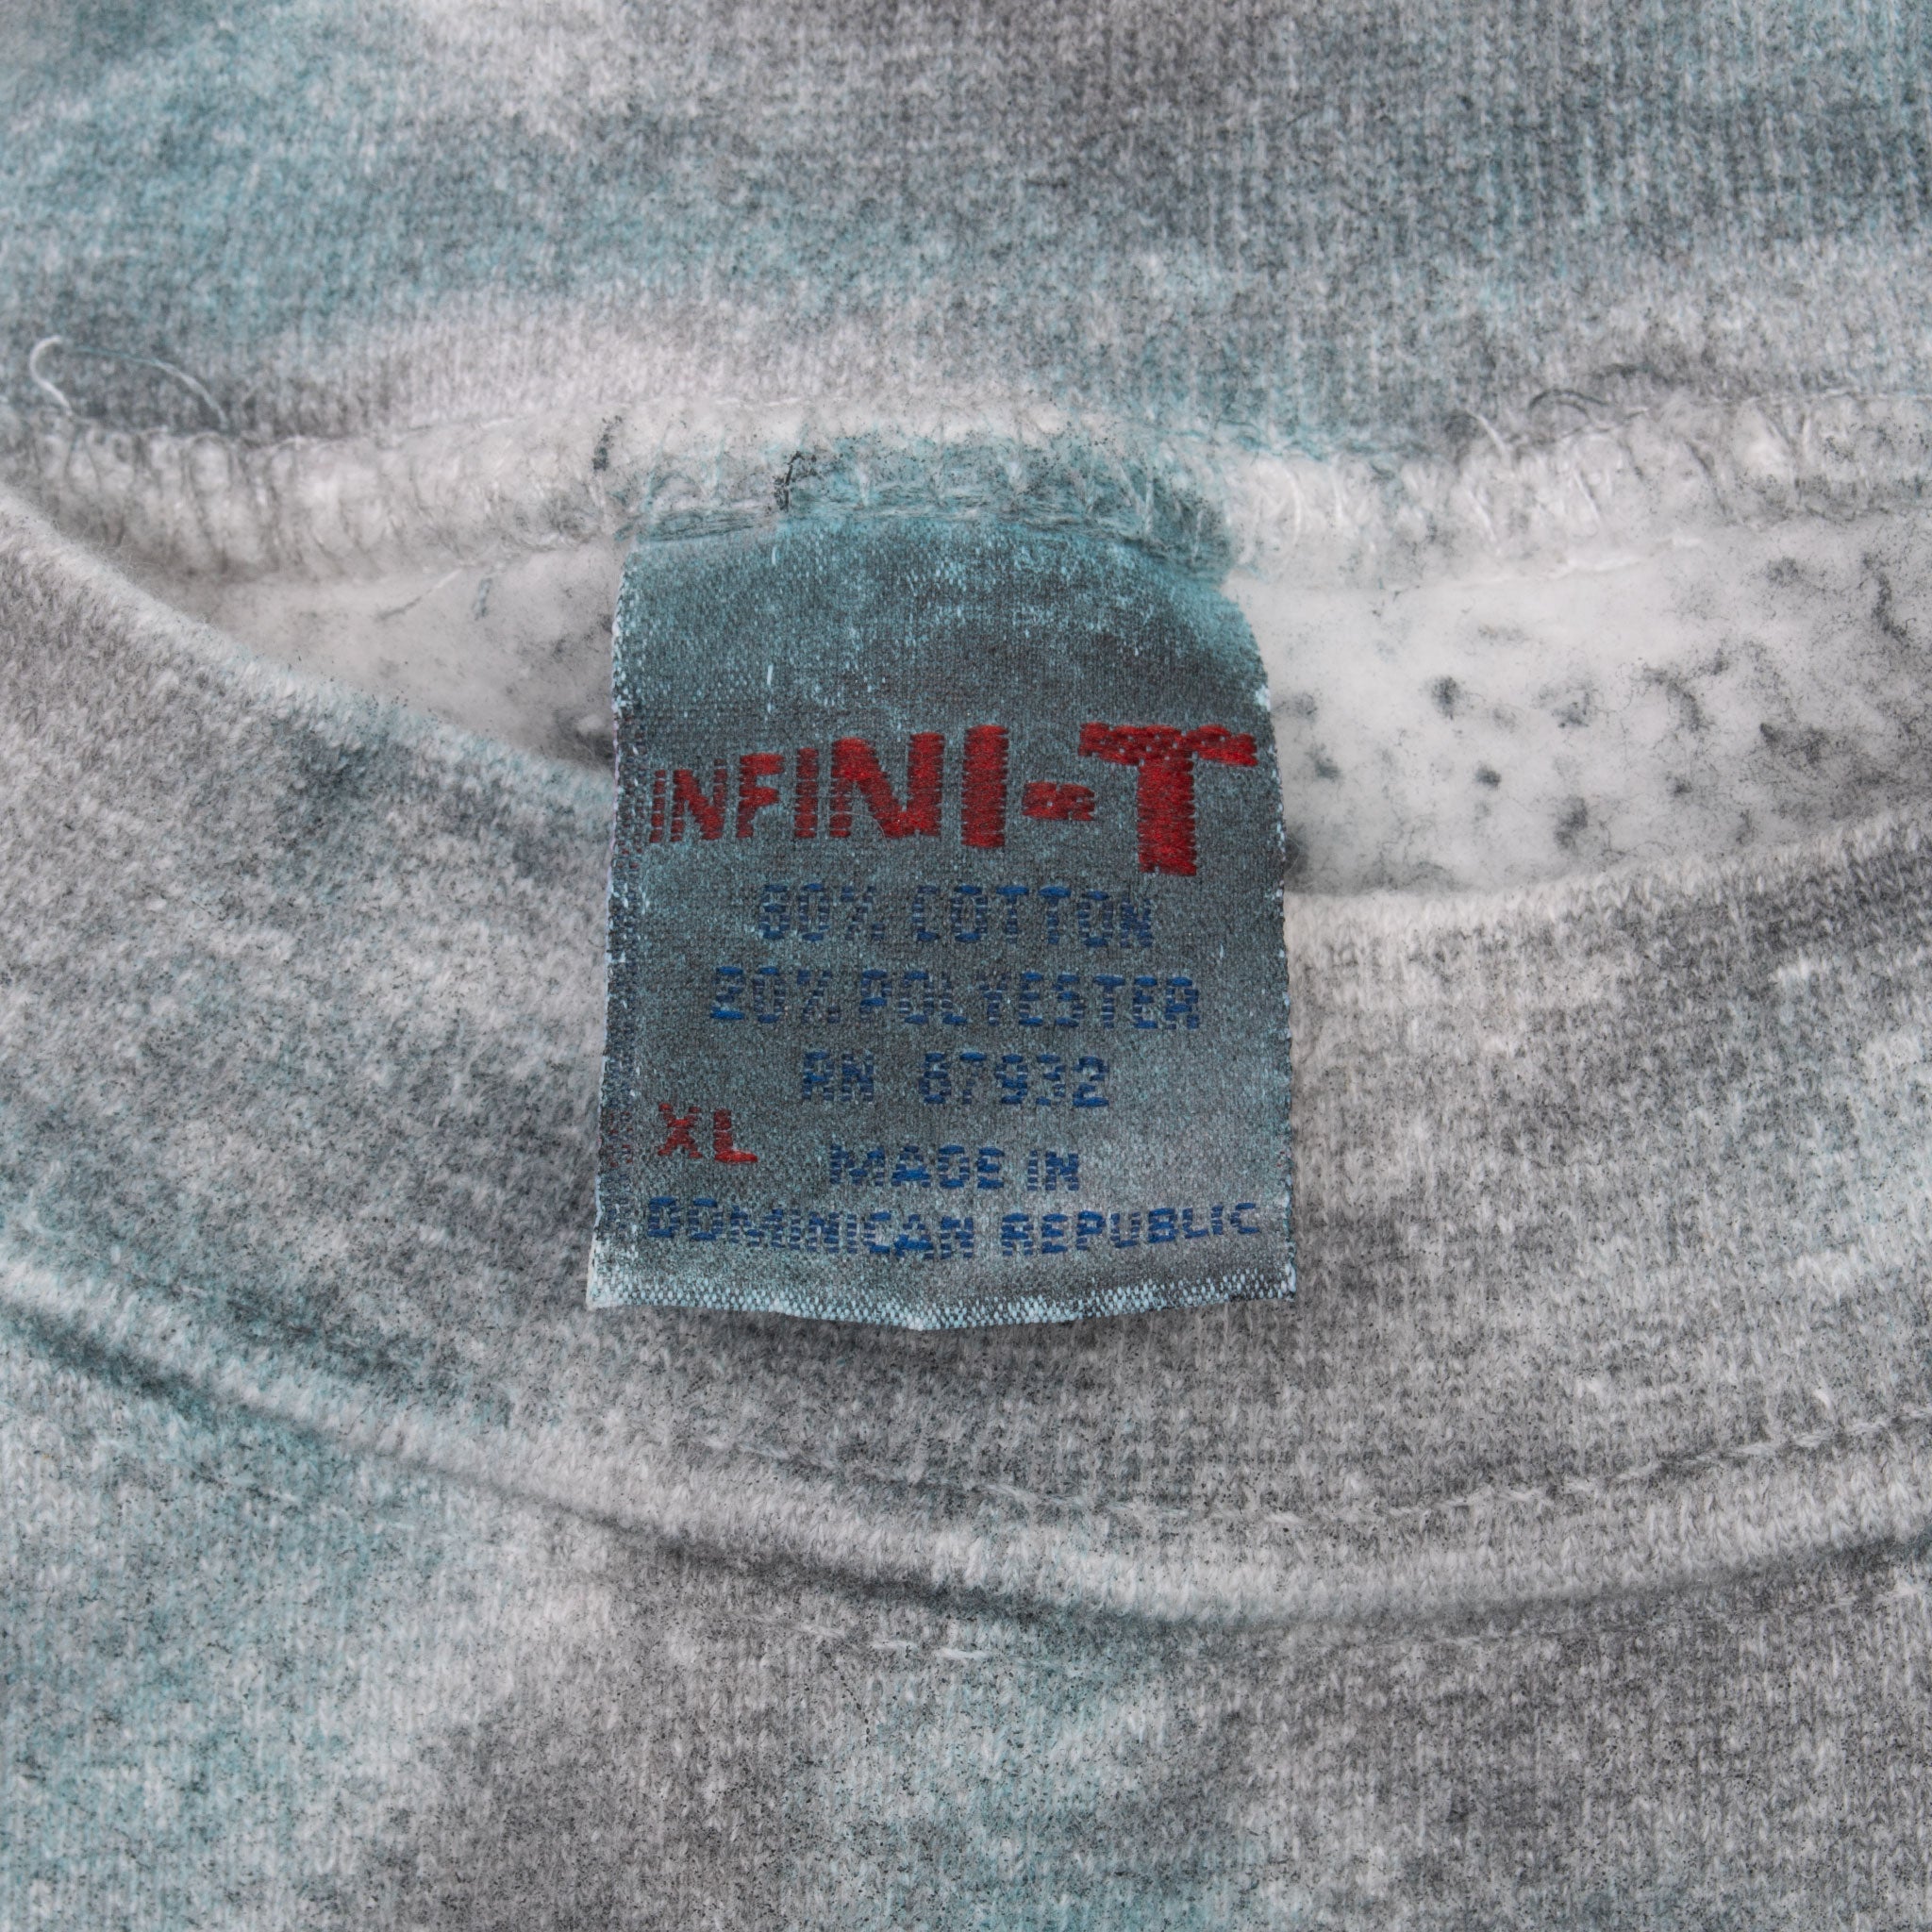 INFINI-T
80% COTTON
20% POLYESTER
RN 67932
XL
MADE IN
DOMINICAN REPUBLIC